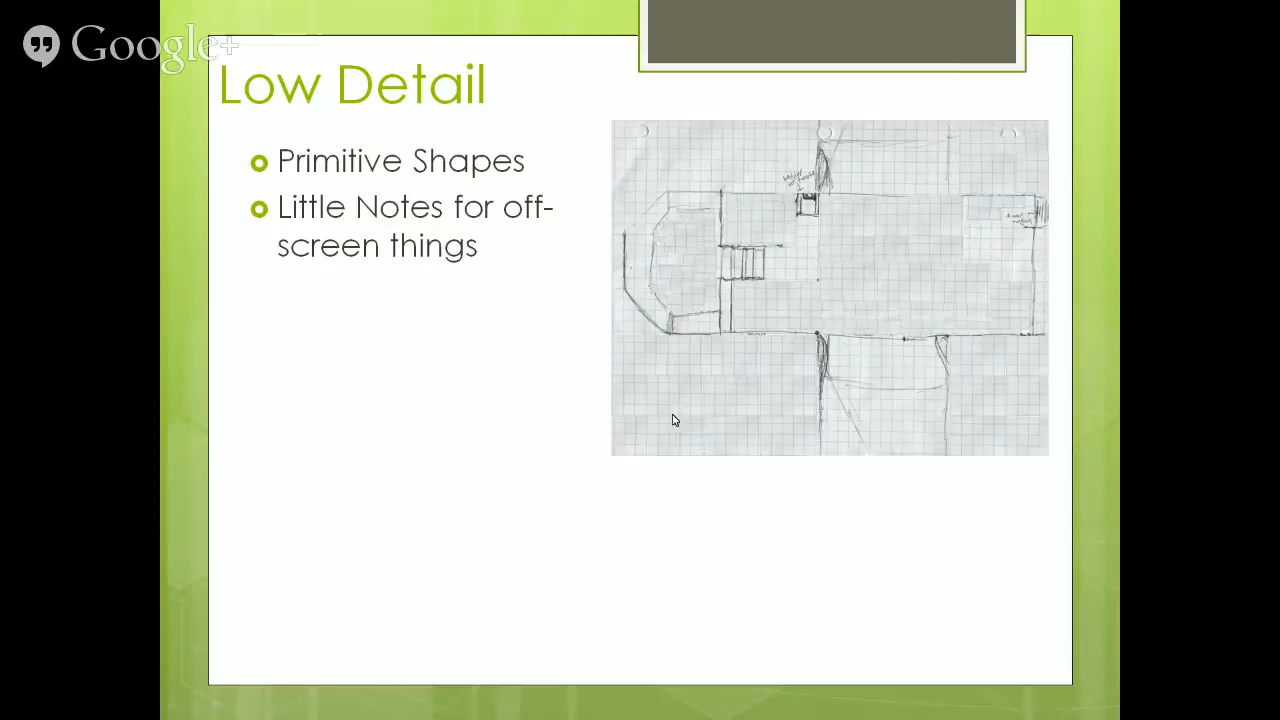 Google+
Low Detail
Primitive Shapes
Little Notes for off-
screen things